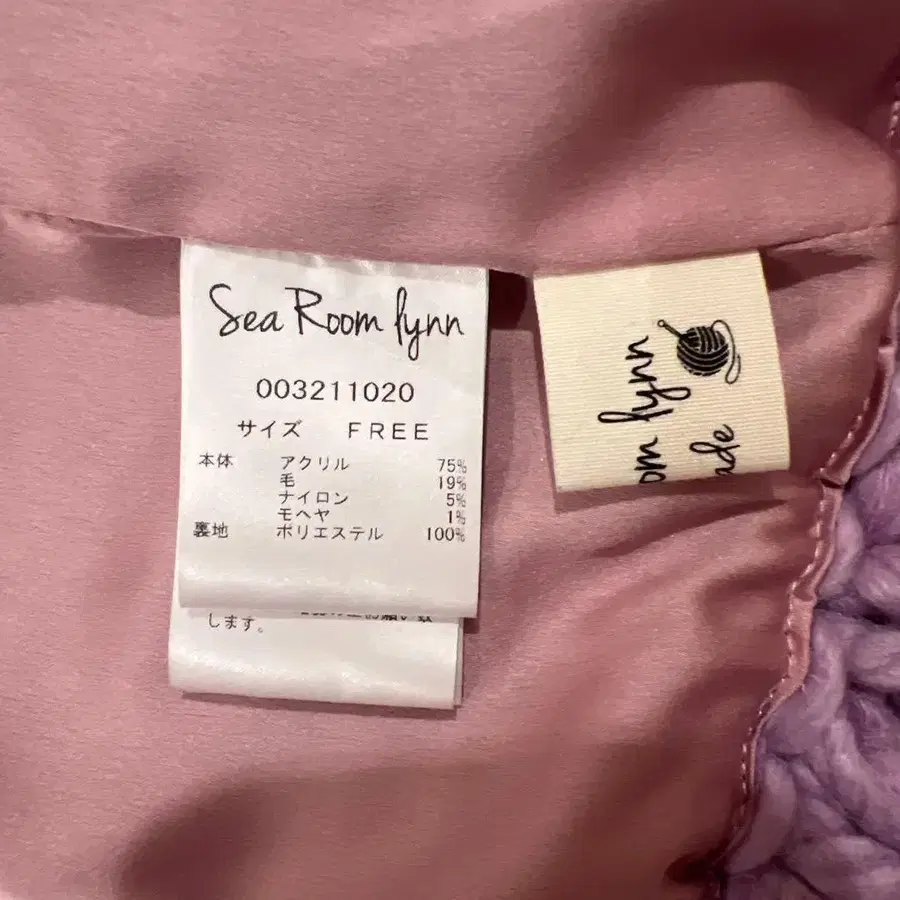 Sea Room lynn
003211020
サイズ FREE
本体 アクリル 75%
毛 19%
ナイロン 5%
モヘヤ 1%
裏地 ポリエステル 100%
します。
om lynn
ade